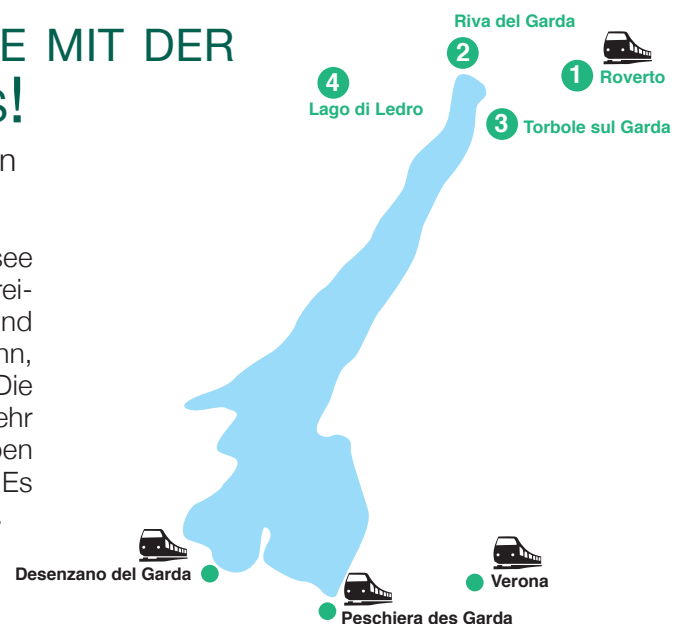 E MIT DER
s!
n
see
rei-
nd
nn,
Die
ehr
en
Es
Riva del Garda
2
1
Roverto
4
Lago di Ledro
3
Torbole sul Garda
Desenzano del Garda
Verona
Peschiera des Garda